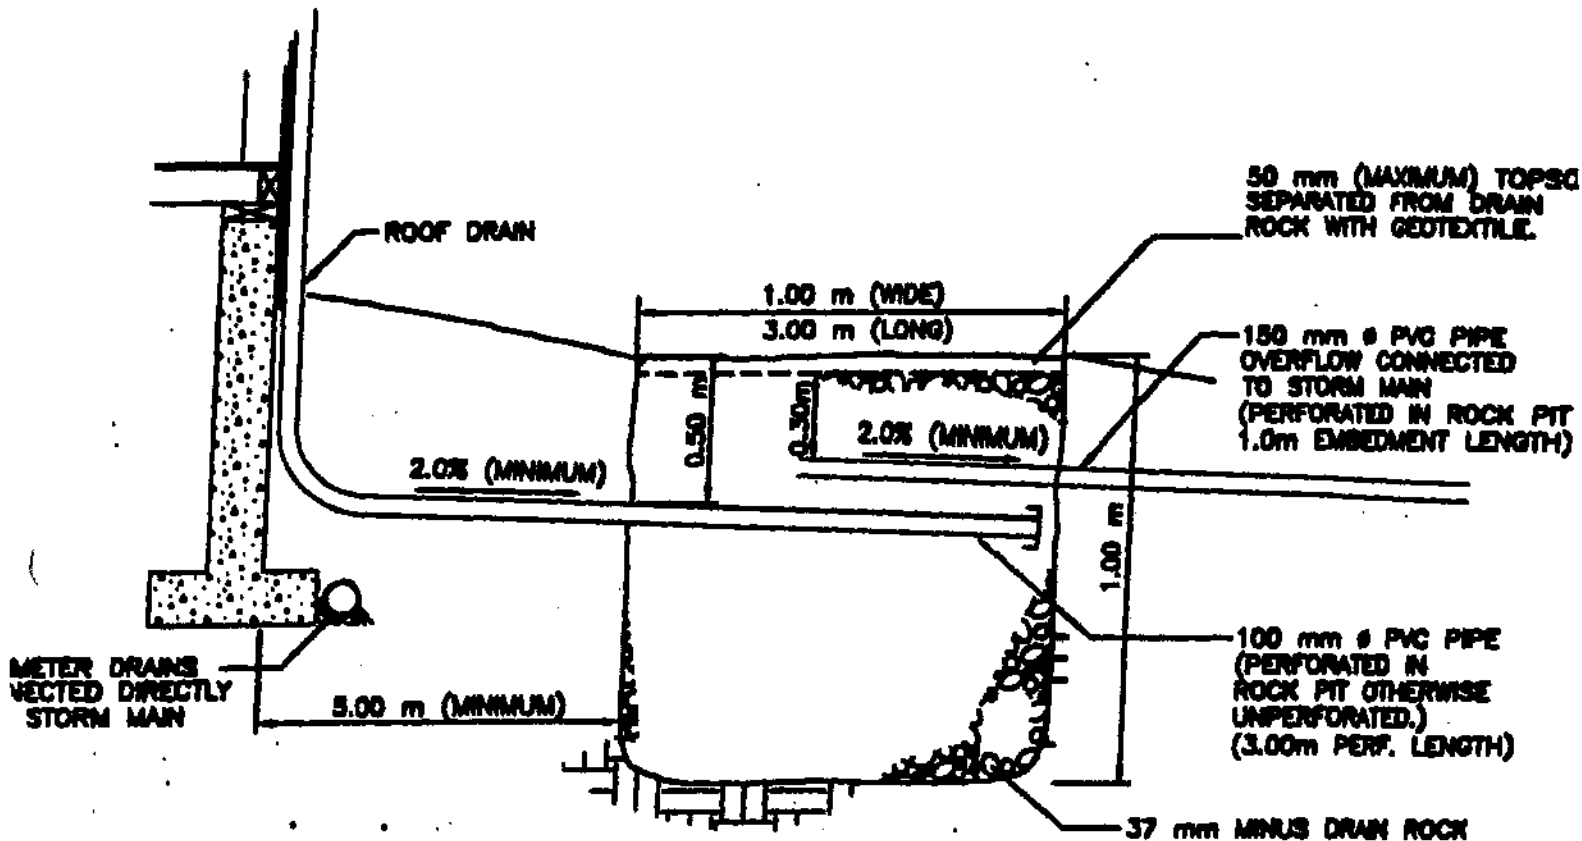 50 mm (MAXIMUM) TOPSO
SEPARATED FROM DRAIN
ROCK WITH GEOTEXTILE.
ROOF DRAIN
1.00 m (WIDE)
3.00 m (LONG)
150 mm ø PVC PIPE
OVERFLOW CONNECTED
TO STORM MAIN
(PERFORATED IN ROCK PIT
1.0m EMBEDMENT LENGTH)
0.50 m
0.30m
2.0% (MINIMUM)
2.0% (MINIMUM)
1.00 m
100 mm ø PVC PIPE
(PERFORATED IN
ROCK PIT OTHERWISE
UNPERFORATED.)
(3.00m PERF. LENGTH)
METER DRAINS
NECTED DIRECTLY
STORM MAIN
5.00 m (MINIMUM)
37 mm MINUS DRAIN ROCK